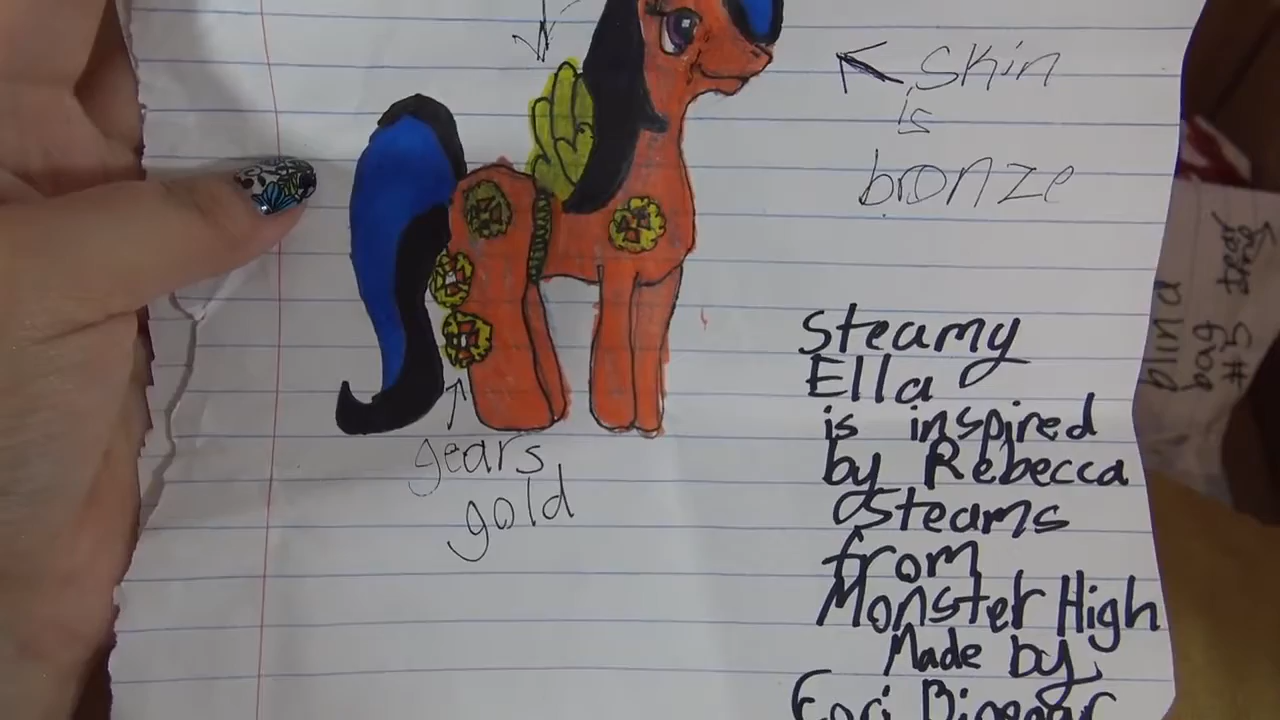 skin
is
bronze
gears
gold
Steamy
Ella
is inspired
by Rebecca
Steams
from
Monster High
Made by
blind
bag
#5